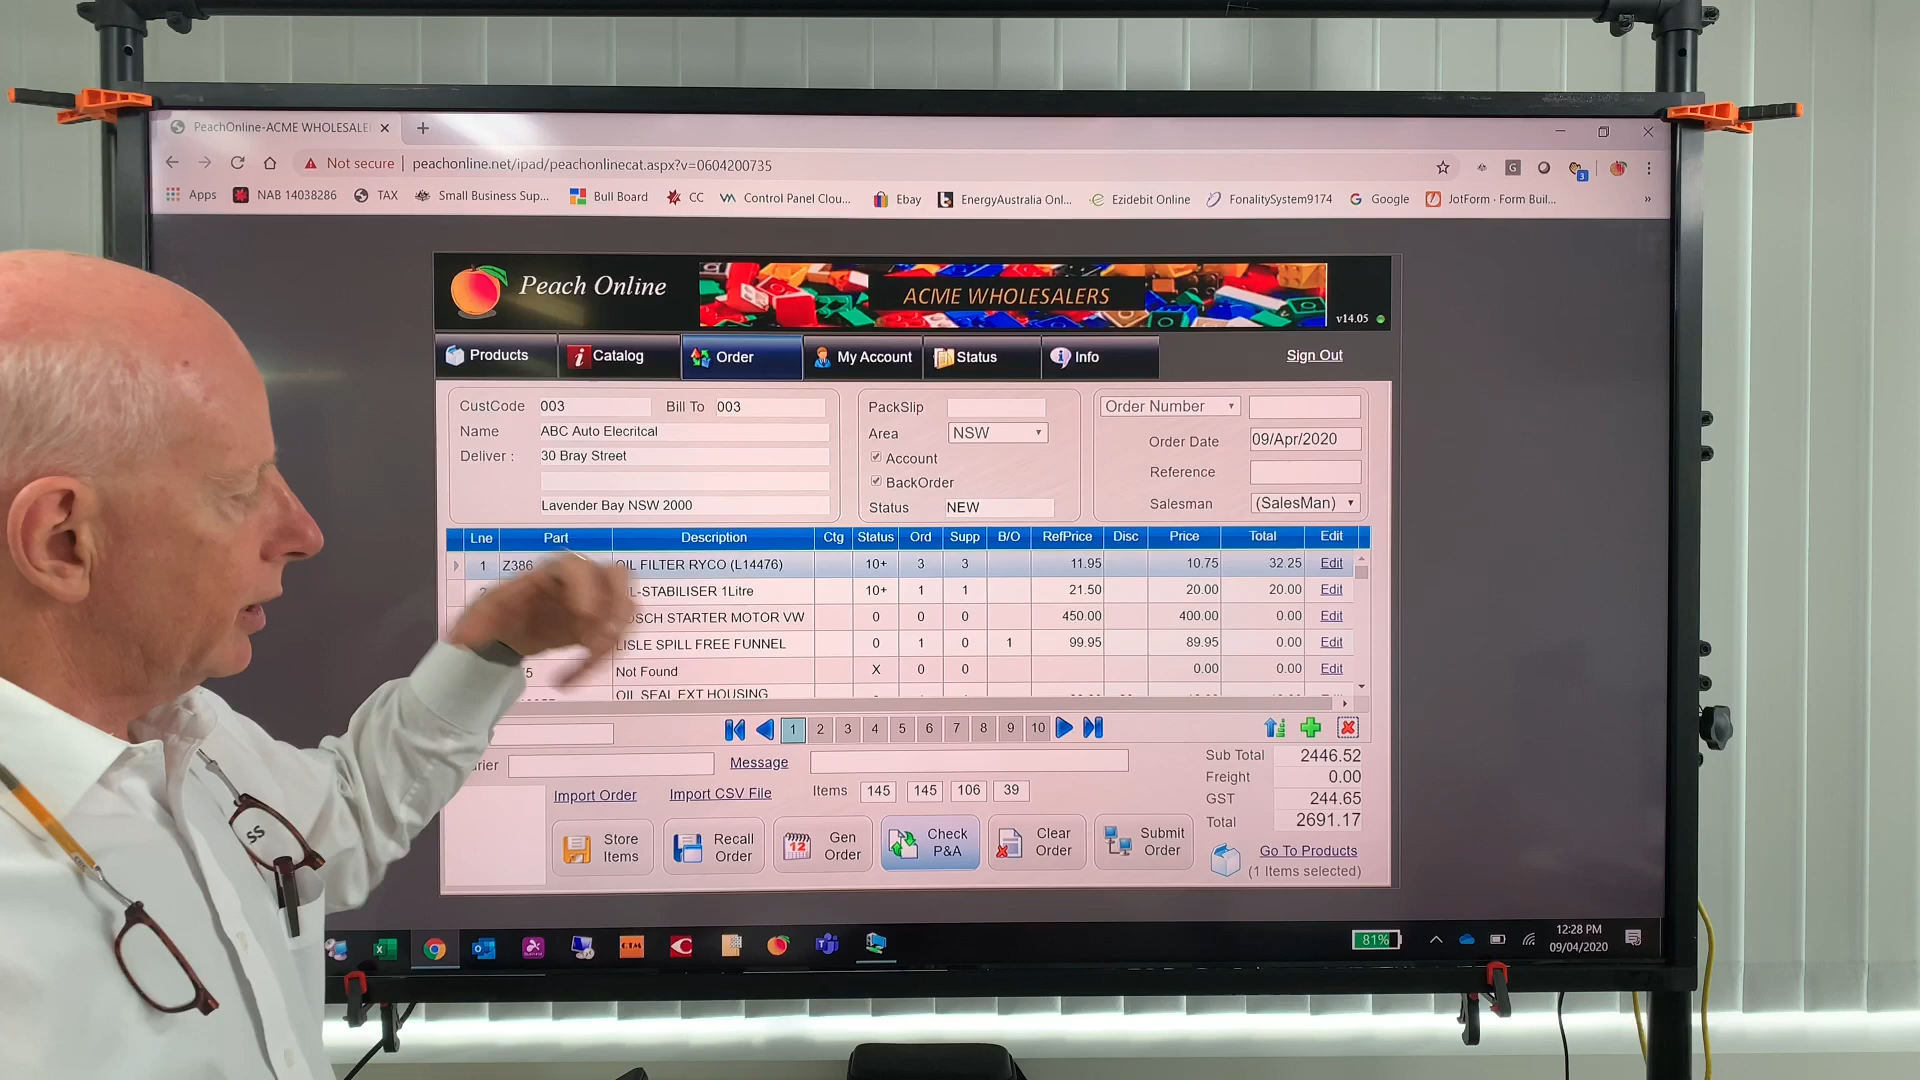 PeachOnline-ACME WHOLESALE
Not secure | peachonline.net/ipad/peachonlinecat.aspx?v=0604200735
Apps NAB 14038286 TAX Small Business Sup... Bull Board CC Control Panel Clou... Ebay EnergyAustralia Onl... Ezidebit Online FonalitySystem9174 Google JotForm · Form Buil... »
Peach Online
ACME WHOLESALERS
v14.05
Products Catalog Order My Account Status Info Sign Out
CustCode 003 Bill To 003
Name ABC Auto Elecritcal
Deliver : 30 Bray Street
Lavender Bay NSW 2000
PackSlip
Area NSW
Account
BackOrder
Status NEW
Order Number
Order Date 09/Apr/2020
Reference
Salesman (SalesMan)
Lne Part Description Ctg Status Ord Supp B/O RefPrice Disc Price Total Edit
1 Z386 OIL FILTER RYCO (L14476) 10+ 3 3 11.95 10.75 32.25 Edit
-STABILISER 1Litre 10+ 1 1 21.50 20.00 20.00 Edit
OSCH STARTER MOTOR VW 0 0 0 450.00 400.00 0.00 Edit
LISLE SPILL FREE FUNNEL 0 1 0 1 99.95 89.95 0.00 Edit
5 Not Found X 0 0 0.00 0.00 Edit
OIL SEAL EXT HOUSING
1 2 3 4 5 6 7 8 9 10
rier Message
Import Order Import CSV File Items 145 145 106 39
Sub Total 2446.52
Freight 0.00
GST 244.65
Total 2691.17
Store Items
Recall Order
12 Gen Order
Check P&A
Clear Order
Submit Order
Go To Products
(1 Items selected)
81%
12:28 PM
09/04/2020
CTM
SS